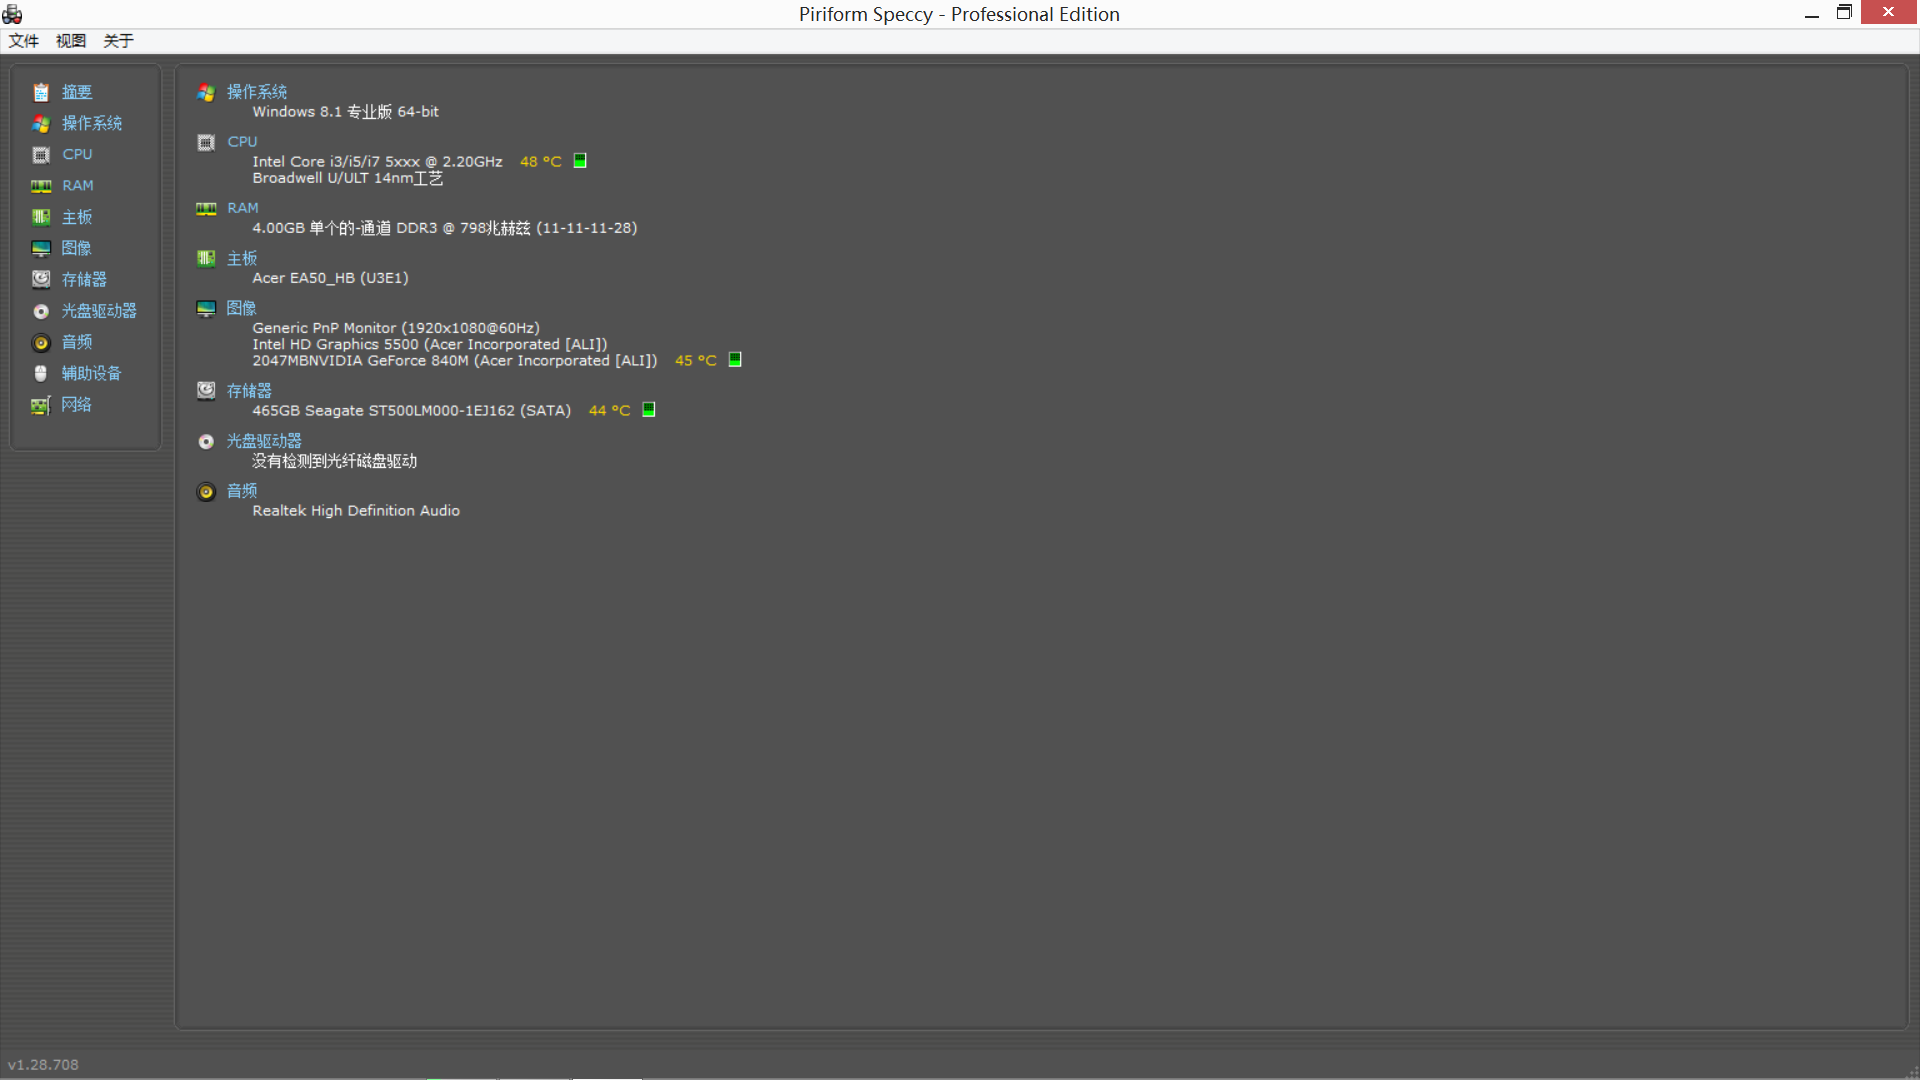 Piriform Speccy - Professional Edition
文件 视图 关于
摘要
操作系统
CPU
RAM
主板
图像
存储器
光盘驱动器
音频
辅助设备
网络
操作系统
Windows 8.1 专业版 64-bit
CPU
Intel Core i3/i5/i7 5xxx @ 2.20GHz 48 °C
Broadwell U/ULT 14nm工艺
RAM
4.00GB 单个的-通道 DDR3 @ 798兆赫兹 (11-11-11-28)
主板
Acer EA50_HB (U3E1)
图像
Generic PnP Monitor (1920x1080@60Hz)
Intel HD Graphics 5500 (Acer Incorporated [ALI])
2047MBNVIDIA GeForce 840M (Acer Incorporated [ALI]) 45 °C
存储器
465GB Seagate ST500LM000-1EJ162 (SATA) 44 °C
光盘驱动器
没有检测到光纤磁盘驱动
音频
Realtek High Definition Audio
v1.28.708